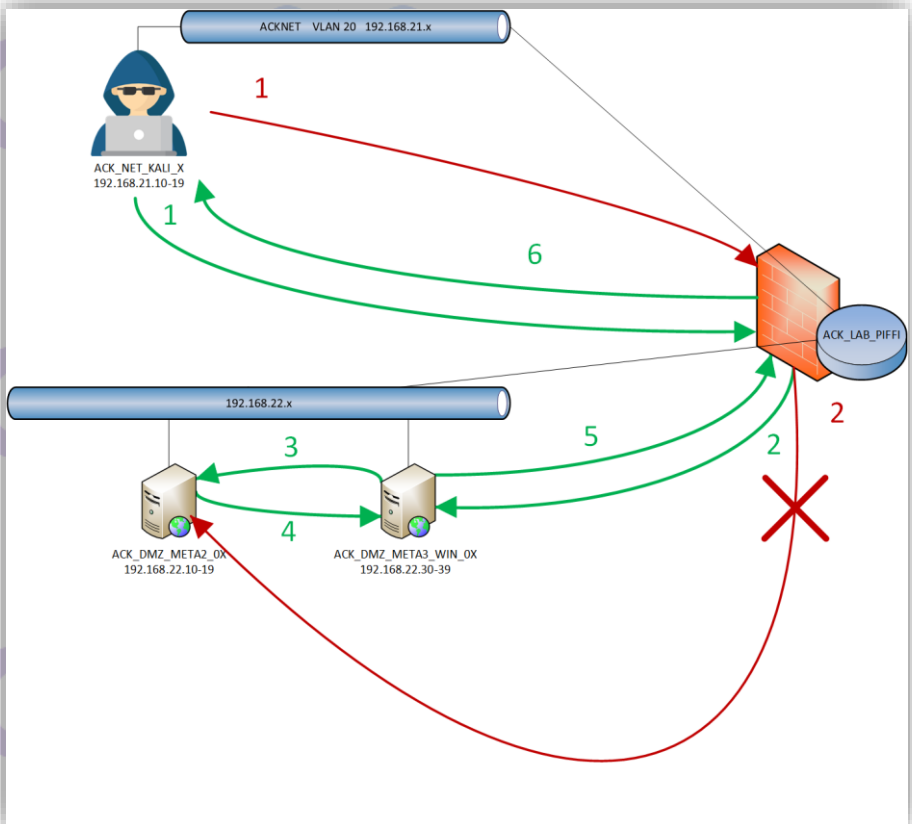 ACKNET VLAN 20 192.168.21.x
1
ACK_NET_KALI_X
192.168.21.10-19
1
6
ACK_LAB_PIFFI
192.168.22.x
2
3
5
2
4
ACK_DMZ_META2_0X
192.168.22.10-19
ACK_DMZ_META3_WIN_0X
192.168.22.30-39